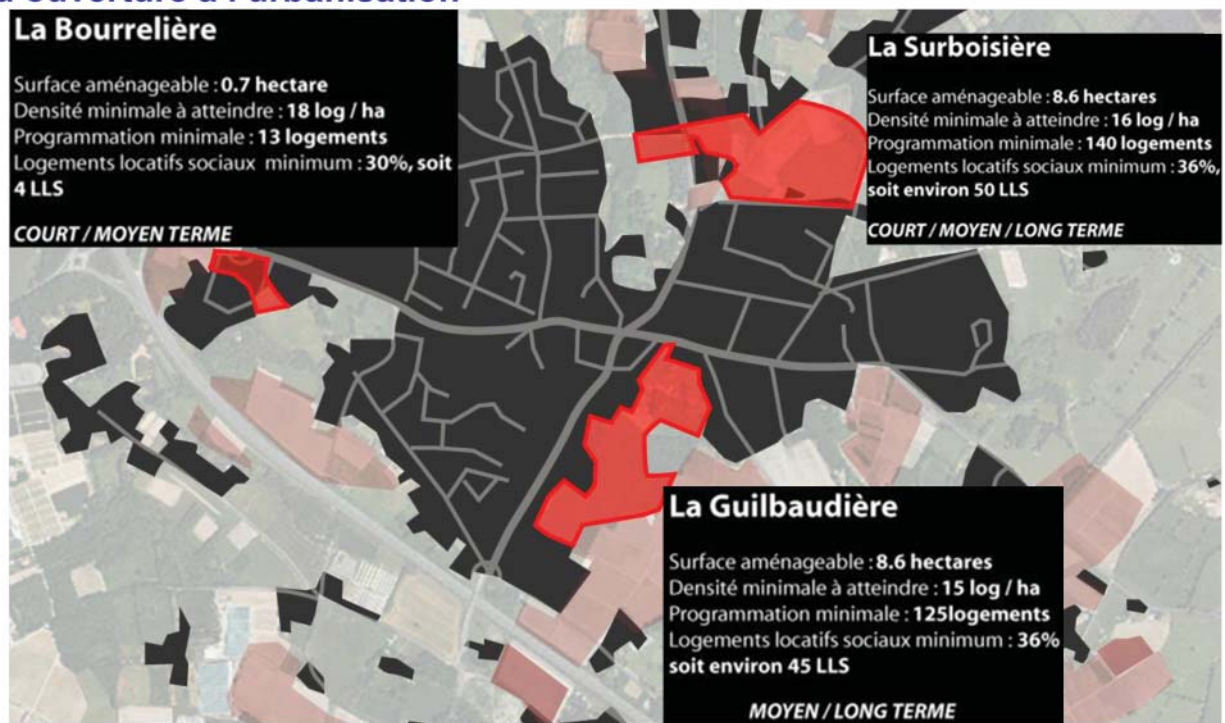 La Bourrelière
Surface aménageable : 0.7 hectare
Densité minimale à atteindre : 18 log / ha
Programmation minimale : 13 logements
Logements locatifs sociaux minimum : 30%, soit
4 LLS
COURT / MOYEN TERME
La Surboisière
Surface aménageable : 8.6 hectares
Densité minimale à atteindre : 16 log / ha
Programmation minimale : 140 logements
Logements locatifs sociaux minimum : 36%,
soit environ 50 LLS
COURT / MOYEN / LONG TERME
La Guilbaudière
Surface aménageable : 8.6 hectares
Densité minimale à atteindre : 15 log / ha
Programmation minimale : 125logements
Logements locatifs sociaux minimum : 36%
soit environ 45 LLS
MOYEN / LONG TERME